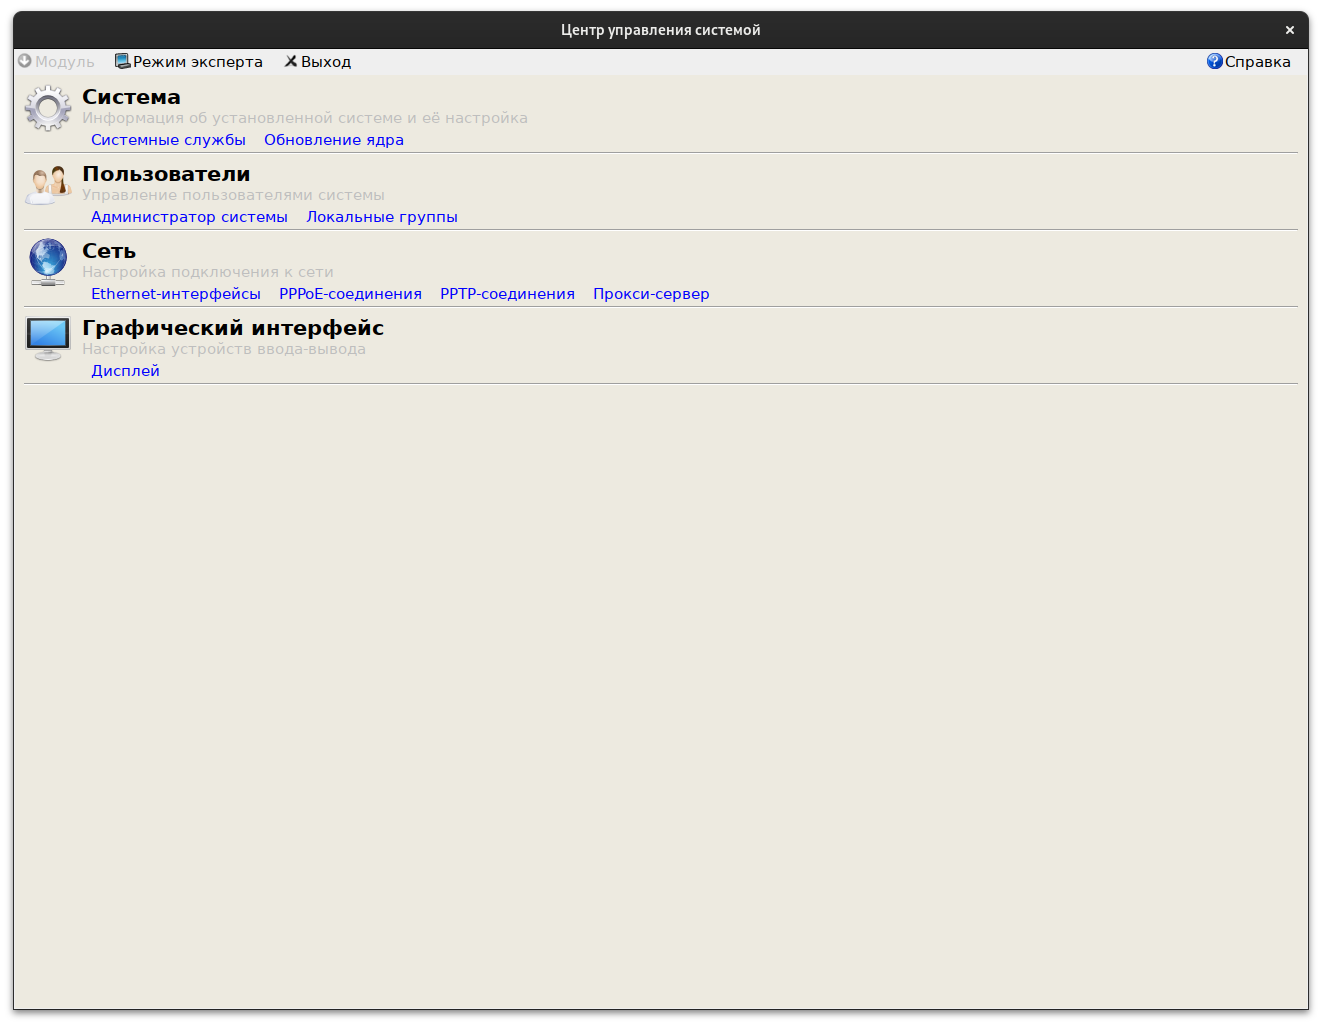 Центр управления системой
Модуль Режим эксперта Выход Справка
Система
Информация об установленной системе и её настройка
Системные службы Обновление ядра
Пользователи
Управление пользователями системы
Администратор системы Локальные группы
Сеть
Настройка подключения к сети
Ethernet-интерфейсы PPPoE-соединения PPTP-соединения Прокси-сервер
Графический интерфейс
Настройка устройств ввода-вывода
Дисплей